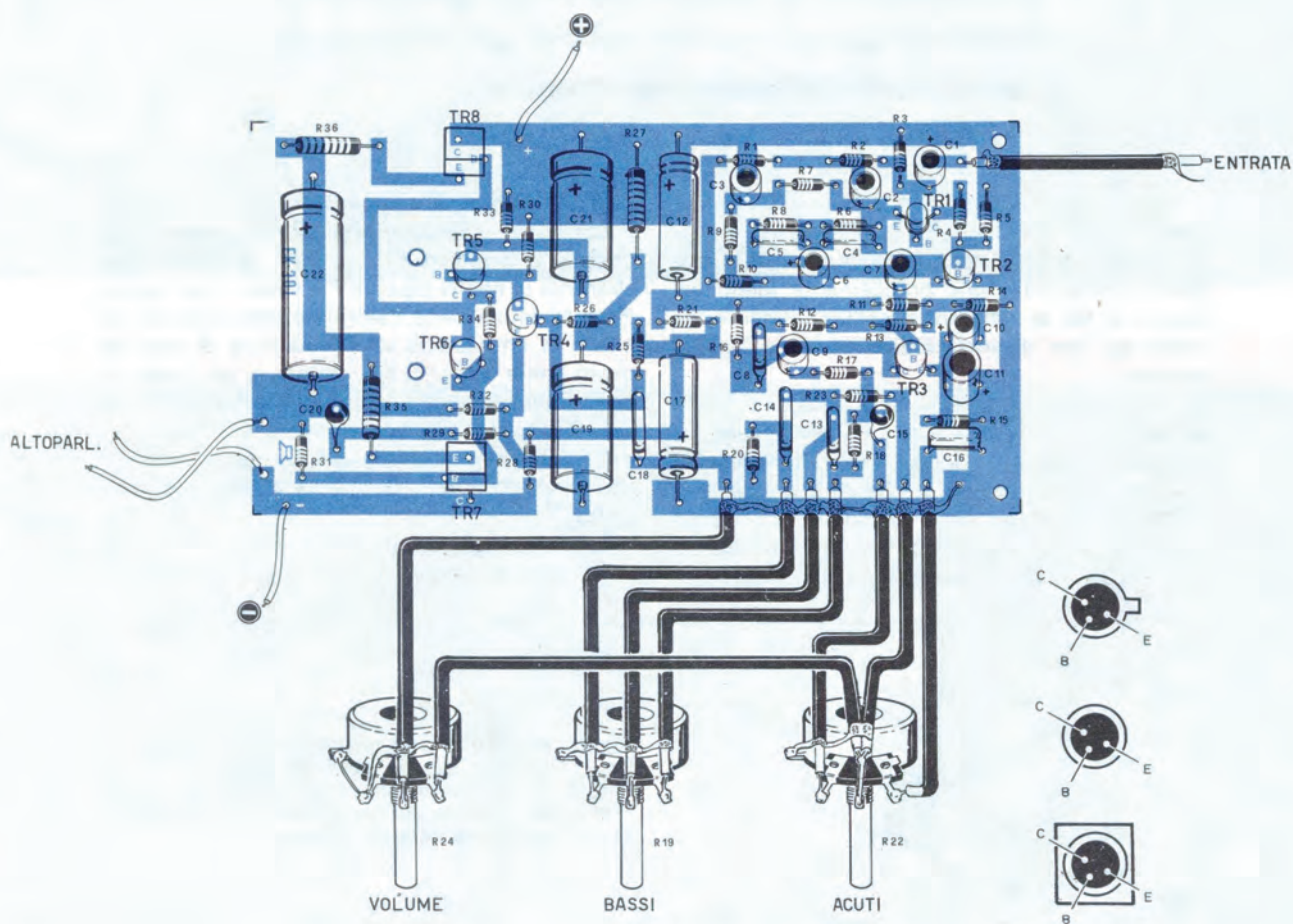 +
TR8
R36
R27
R3
C1
R1
R2
C
B
E
ENTRATA
C3
R7
C2
TR1
R33
R30
C21
C12
E
C
B
R4
R5
R9
R8
R6
TR5
C5
C4
C22
EK 301
B
C
C6
C7
B
TR2
R10
R14
R34
C
B
R26
R21
R11
R12
C10
TR6
TR4
R25
R16
R13
B
E
C8
C9
R17
TR3
C11
C20
R35
R32
C19
C17
C14
R23
ALTOPARL.
R29
C13
C15
R15
R31
E
B
R28
C18
R20
R18
C16
C
TR7
-
C
E
B
C
E
B
R24
R19
R22
C
E
B
VOLUME
BASSI
ACUTI